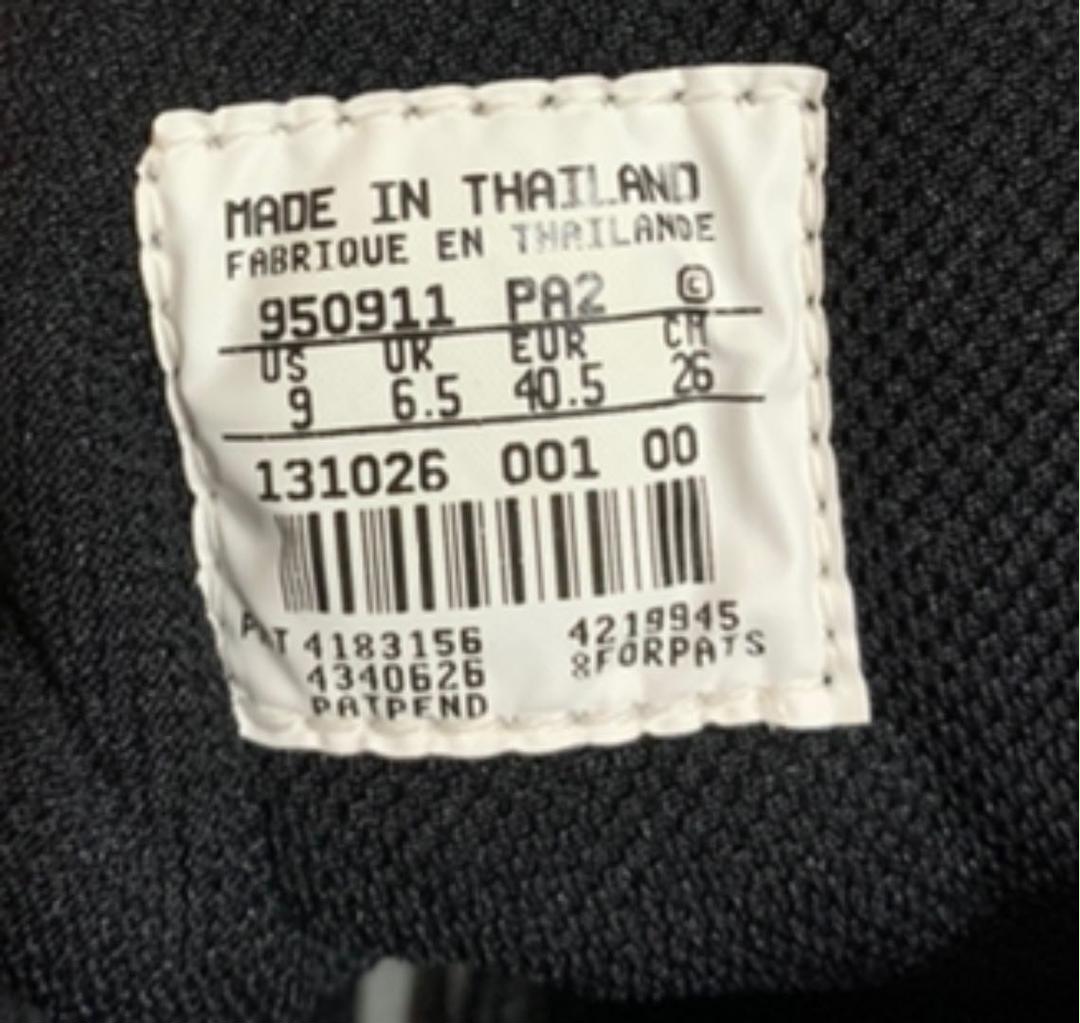 MADE IN THAILAND
FABRIQUE EN THAILANDE
950911 PA2 ©
US UK EUR CM
9 6.5 40.5 26
131026 001 00
PAT 4183156 4219945
4340626 &FORPATS
PATPEND